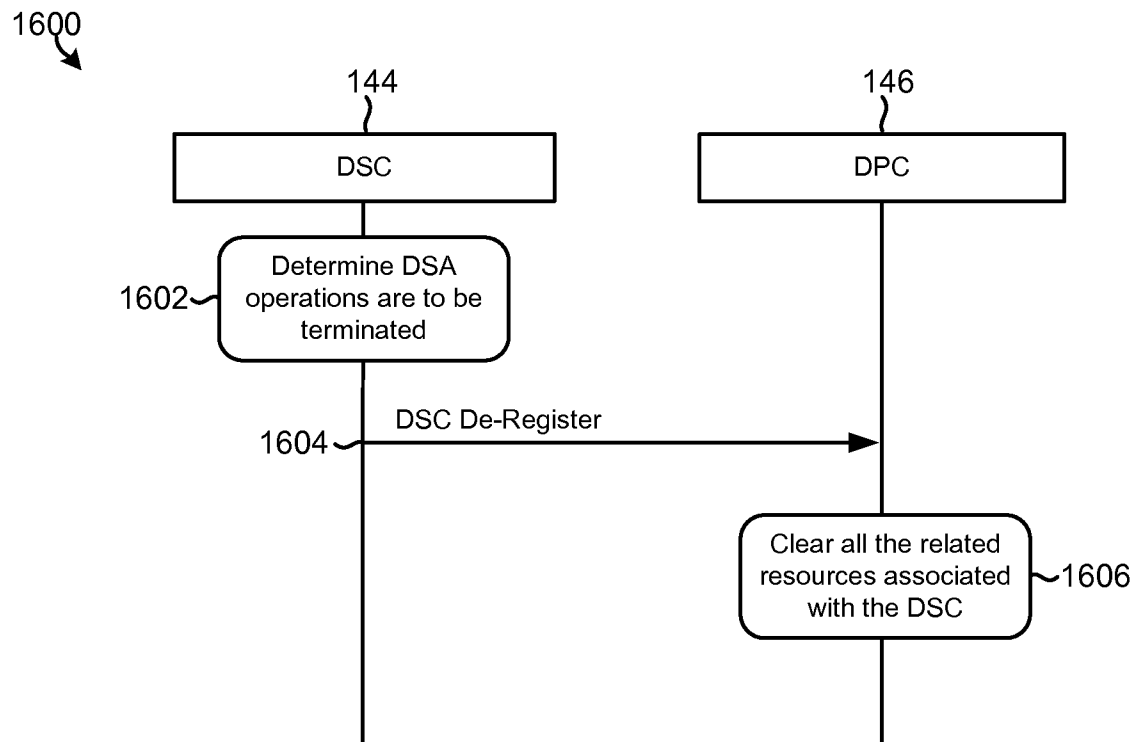 1600
144
146
DSC
DPC
Determine DSA
operations are to be
terminated
1602
DSC De-Register
1604
Clear all the related
resources associated
with the DSC
1606